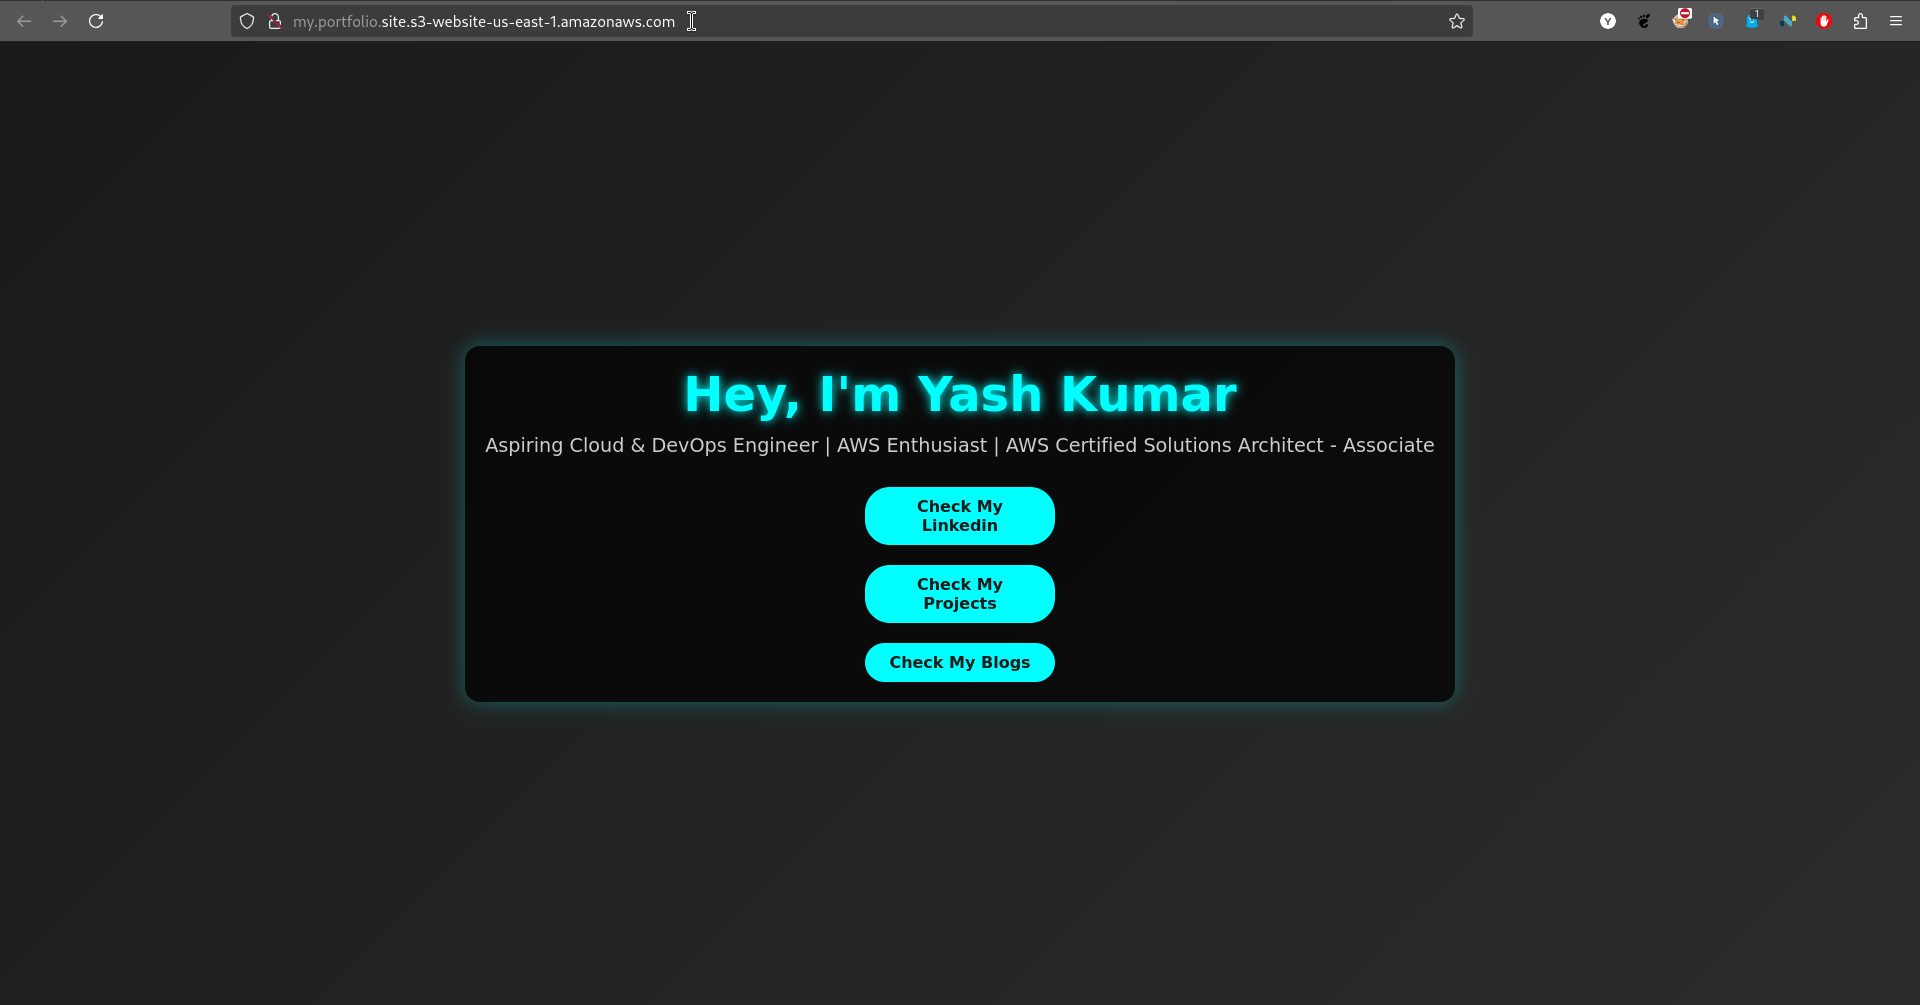 my.portfolio.site.s3-website-us-east-1.amazonaws.com
Y
1
Hey, I'm Yash Kumar
Aspiring Cloud & DevOps Engineer | AWS Enthusiast | AWS Certified Solutions Architect - Associate
Check My
Linkedin
Check My
Projects
Check My Blogs